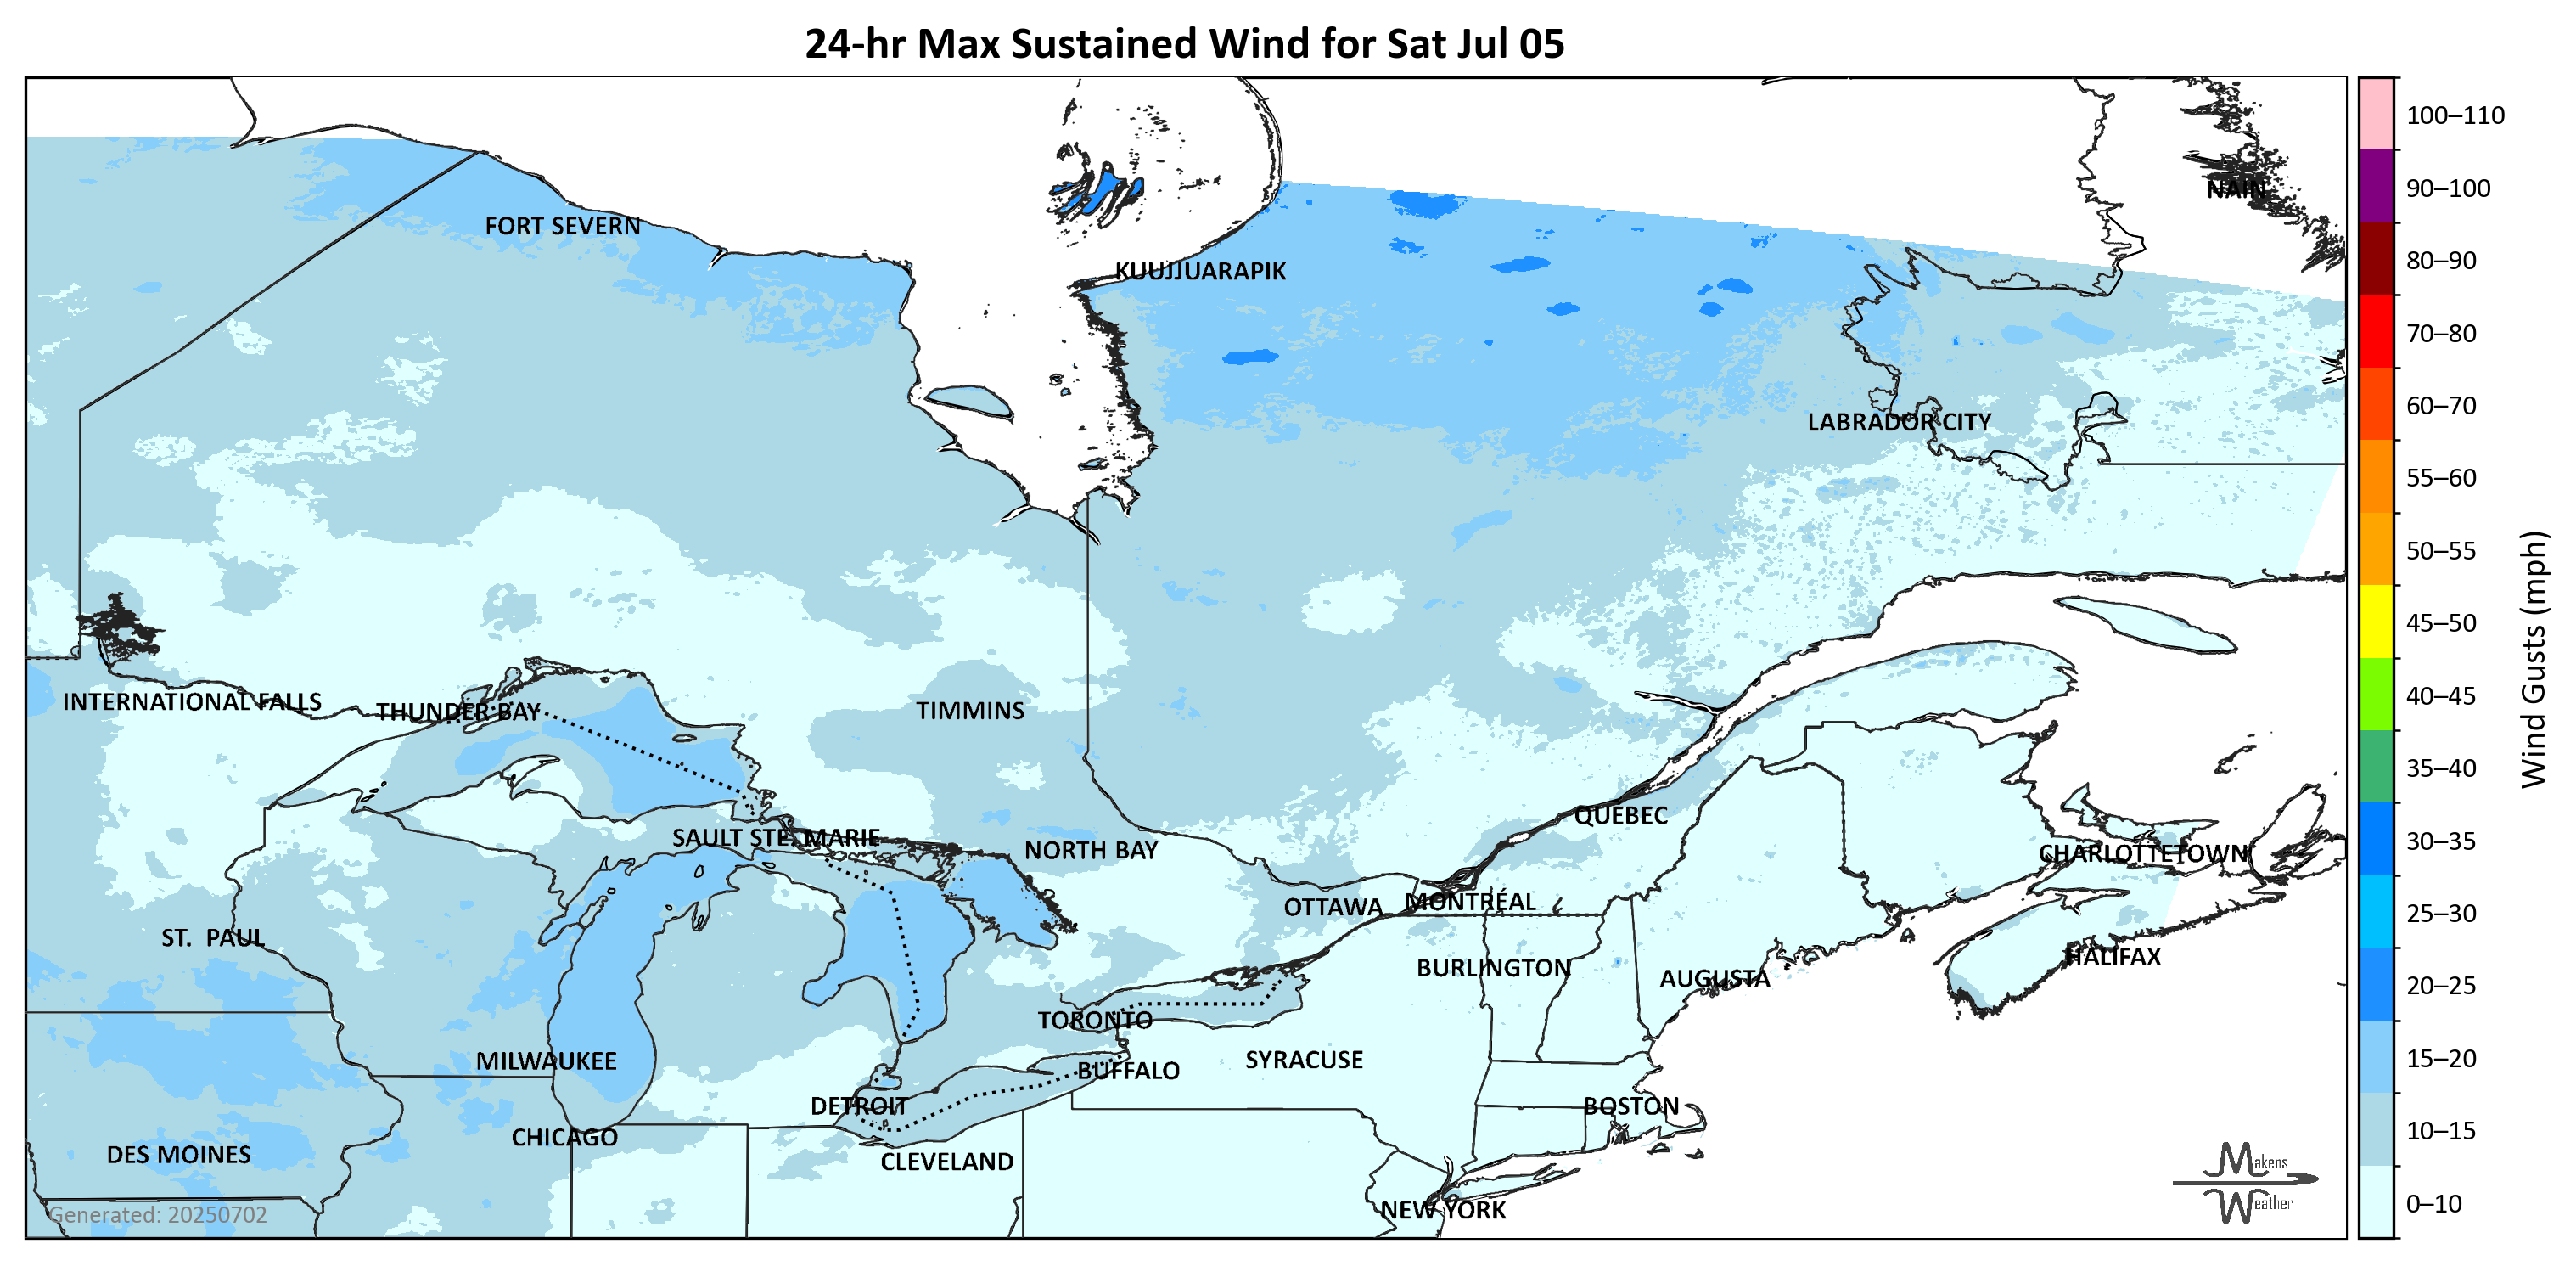 24-hr Max Sustained Wind for Sat Jul 05
100–110
90–100
80–90
70–80
60–70
55–60
50–55
45–50
40–45
35–40
30–35
25–30
20–25
15–20
10–15
0–10
Wind Gusts (mph)
NAIN
FORT SEVERN
KUUJJUARAPIK
LABRADOR CITY
INTERNATIONAL FALLS
THUNDER BAY
TIMMINS
QUEBEC
SAULT STE. MARIE
NORTH BAY
CHARLOTTETOWN
OTTAWA
MONTRÉAL
ST. PAUL
BURLINGTON
AUGUSTA
HALIFAX
TORONTO
MILWAUKEE
SYRACUSE
BUFFALO
DETROIT
BOSTON
CHICAGO
DES MOINES
CLEVELAND
NEW YORK
Generated: 20250702
Makens
Weather